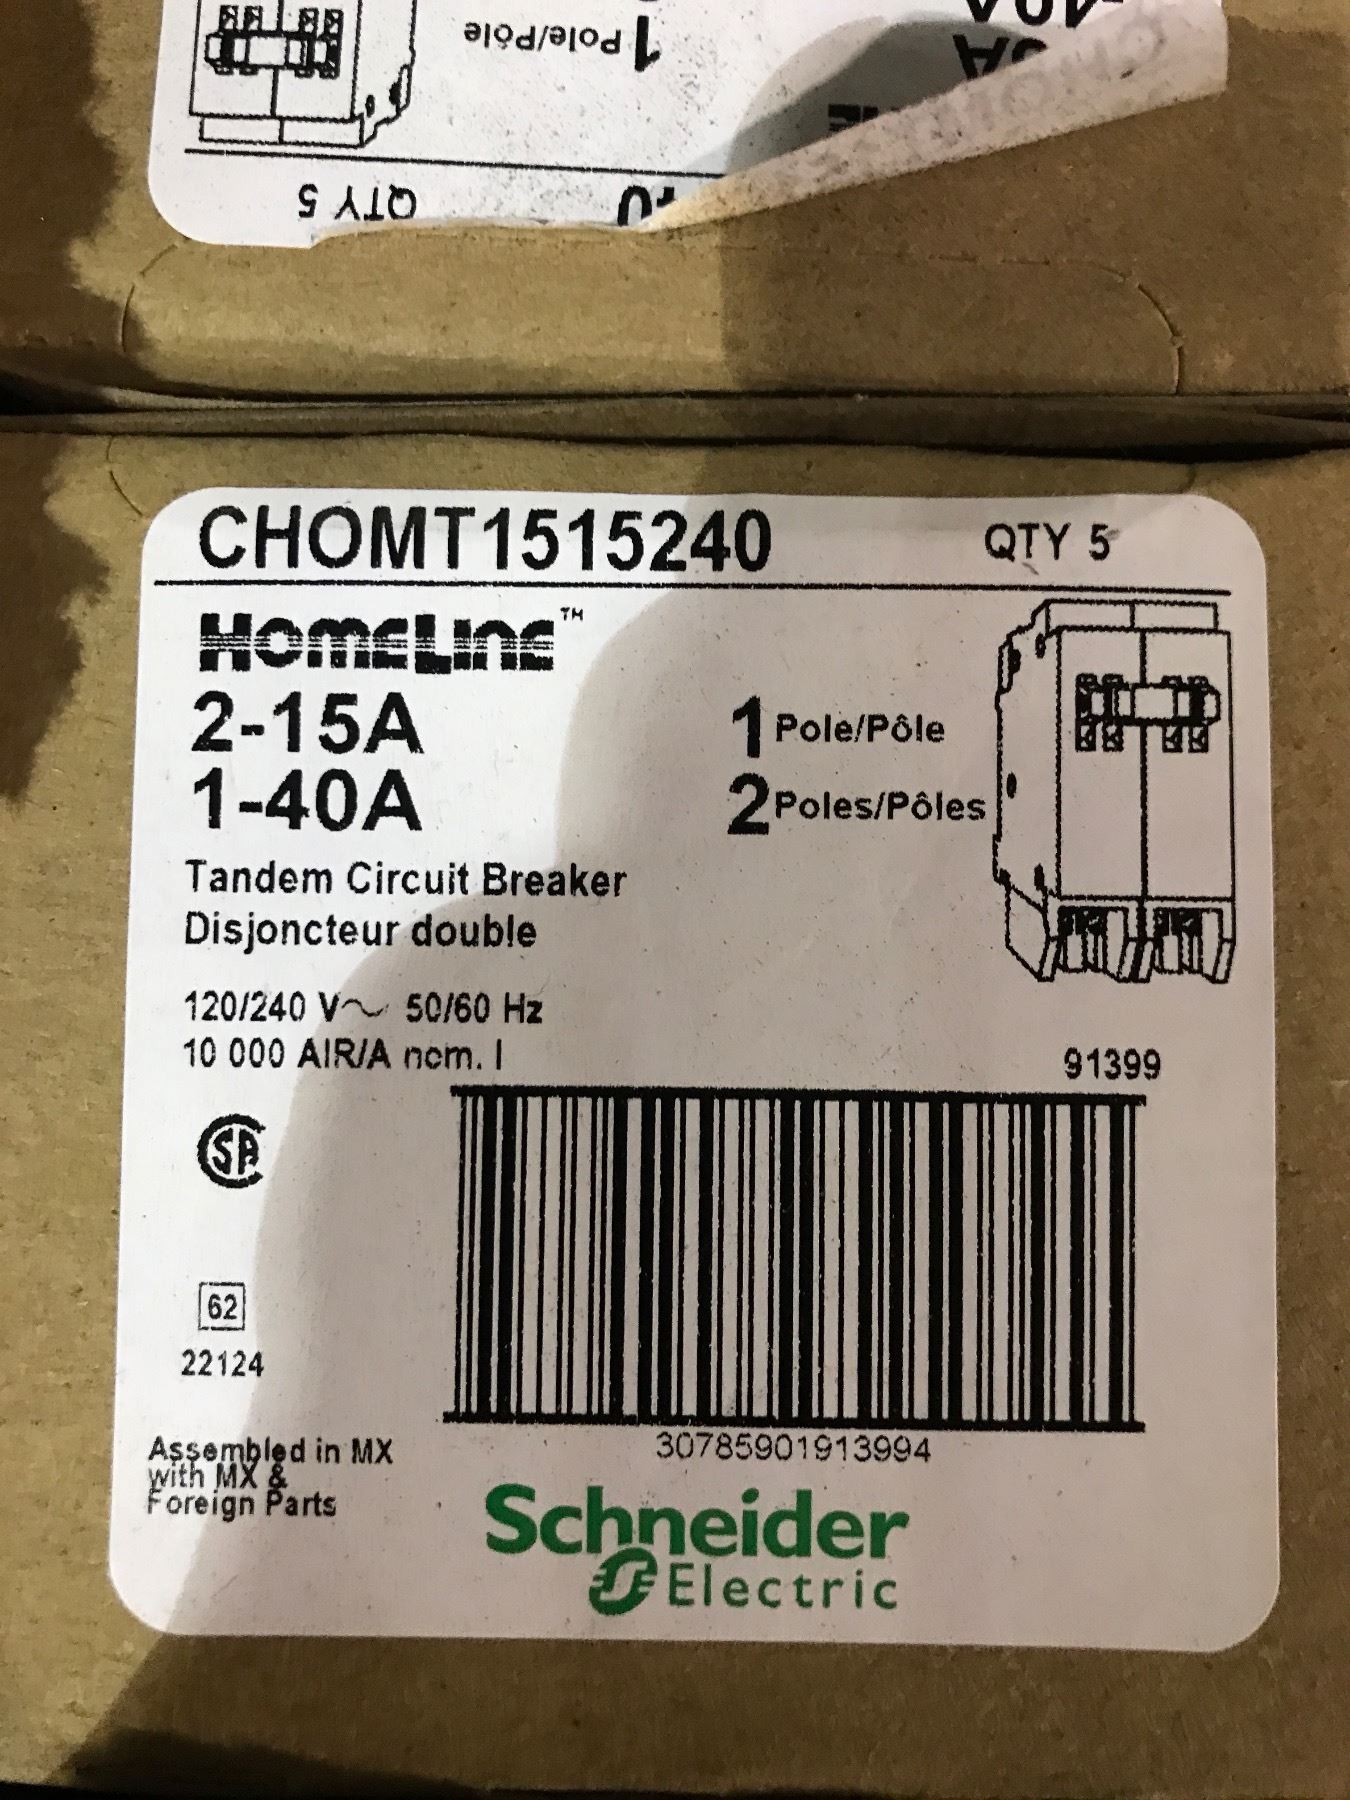 1 Pole/Pôle
QTY 5
CHOMT1515240 QTY 5
HOMELINE™
2-15A 1 Pole/Pôle
1-40A 2 Poles/Pôles
Tandem Circuit Breaker
Disjoncteur double
120/240 V~ 50/60 Hz
10 000 AIR/A nom. I
91399
SA
62
22124
30785901913994
Assembled in MX
with MX &
Foreign Parts
Schneider
Electric